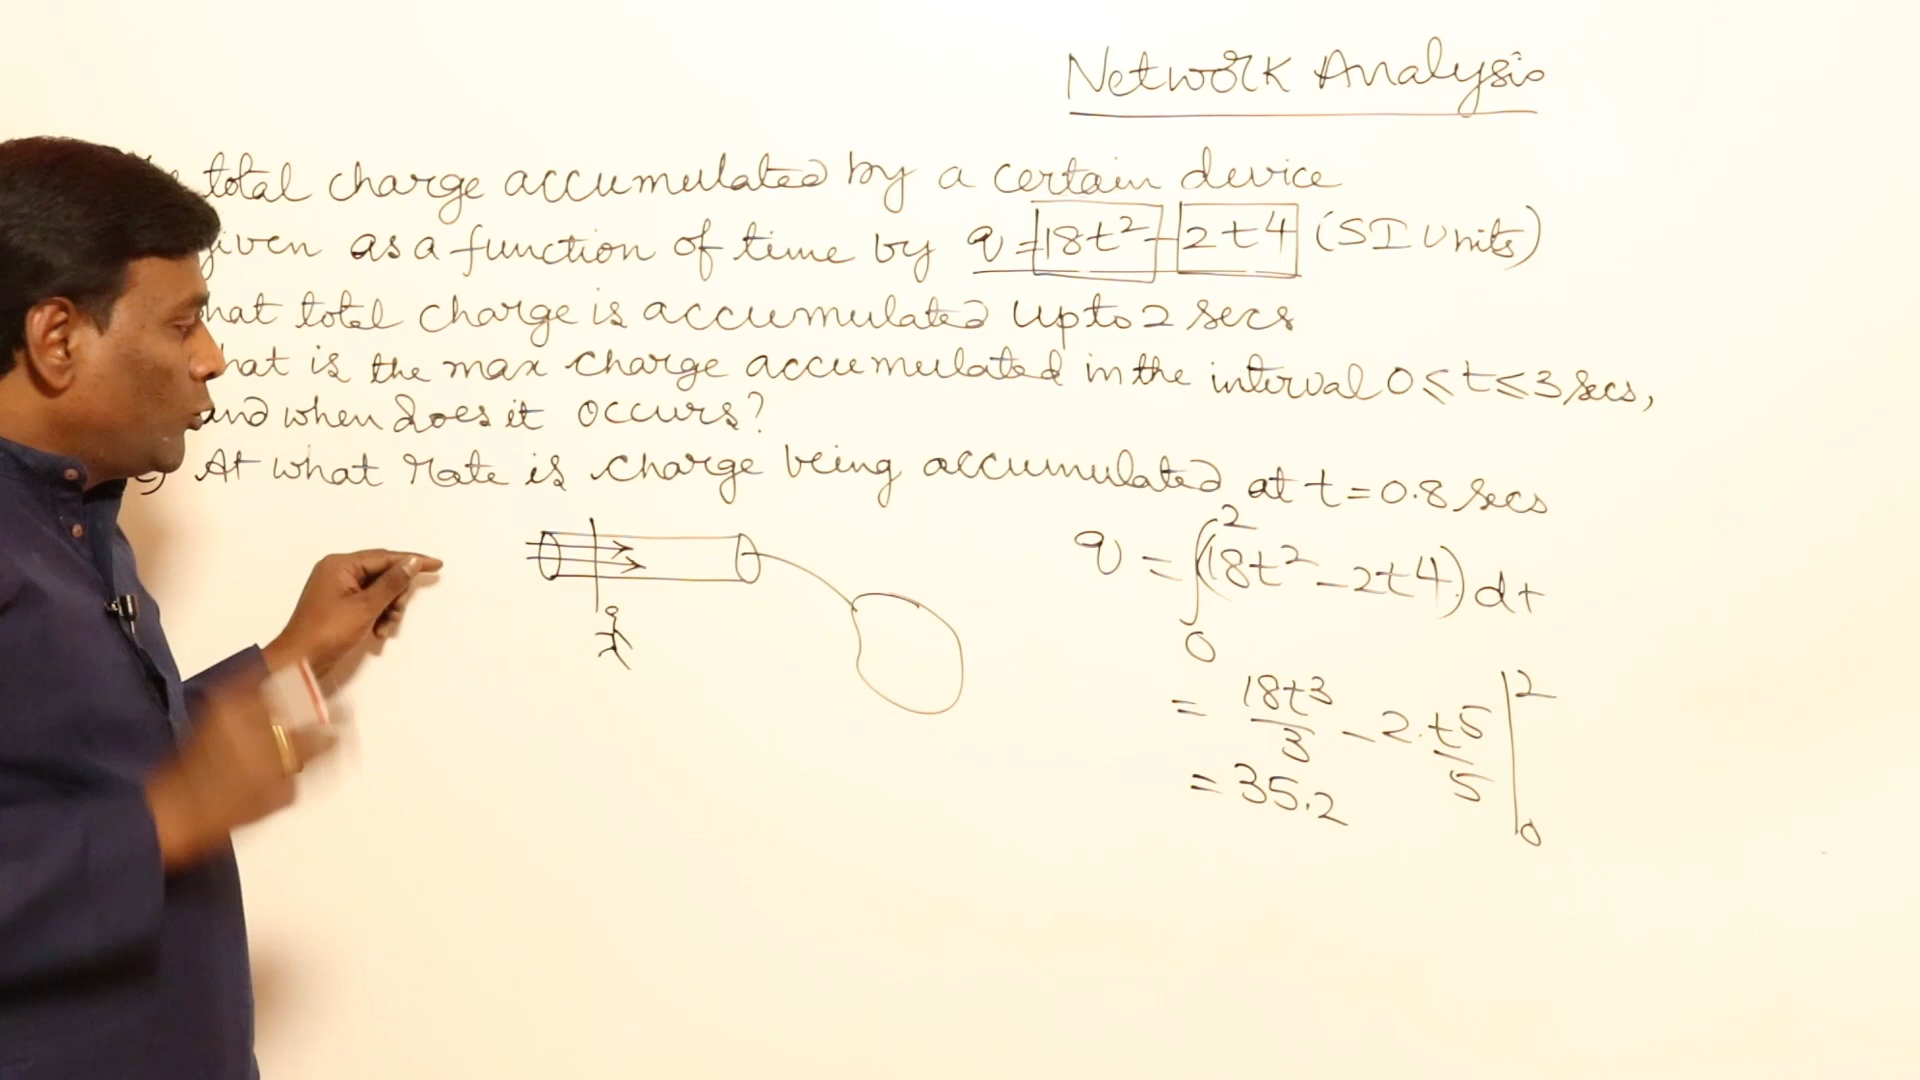 Network Analysis
total charge accumulated by a certain device
given as a function of time by q = 18t² - 2t4 (SI Units)
what total charge is accumulated upto 2 secs
what is the max charge accumulated in the interval 0 ≤ t ≤ 3 secs,
and when does it occurs?
At what rate is charge being accumulated at t = 0.8 secs
q = ∫₀² (18t² - 2t4) dt
= 18t3/3 - 2.t5/5 |₀²
= 35.2